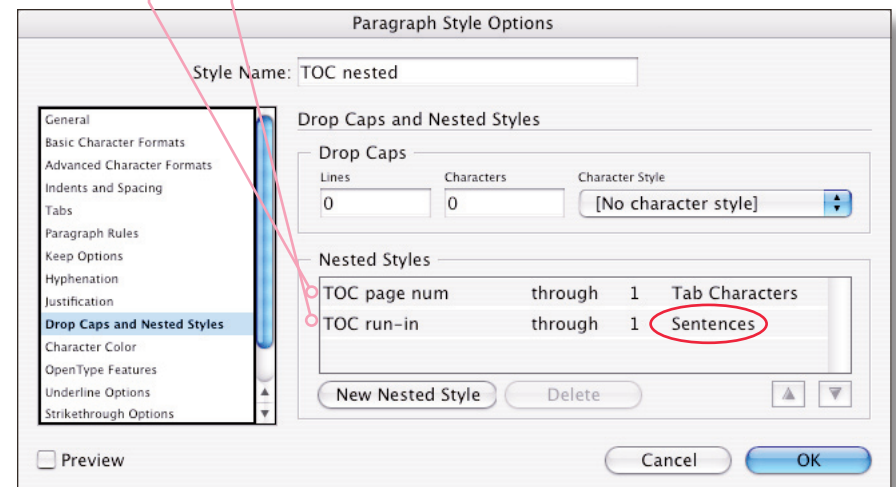 Paragraph Style Options
Style Name: TOC nested
General
Basic Character Formats
Advanced Character Formats
Indents and Spacing
Tabs
Paragraph Rules
Keep Options
Hyphenation
Justification
Drop Caps and Nested Styles
Character Color
OpenType Features
Underline Options
Strikethrough Options
Drop Caps and Nested Styles
Drop Caps
Lines Characters Character Style
0 0 [No character style]
Nested Styles
TOC page num through 1 Tab Characters
TOC run-in through 1 Sentences
New Nested Style Delete
Preview Cancel OK